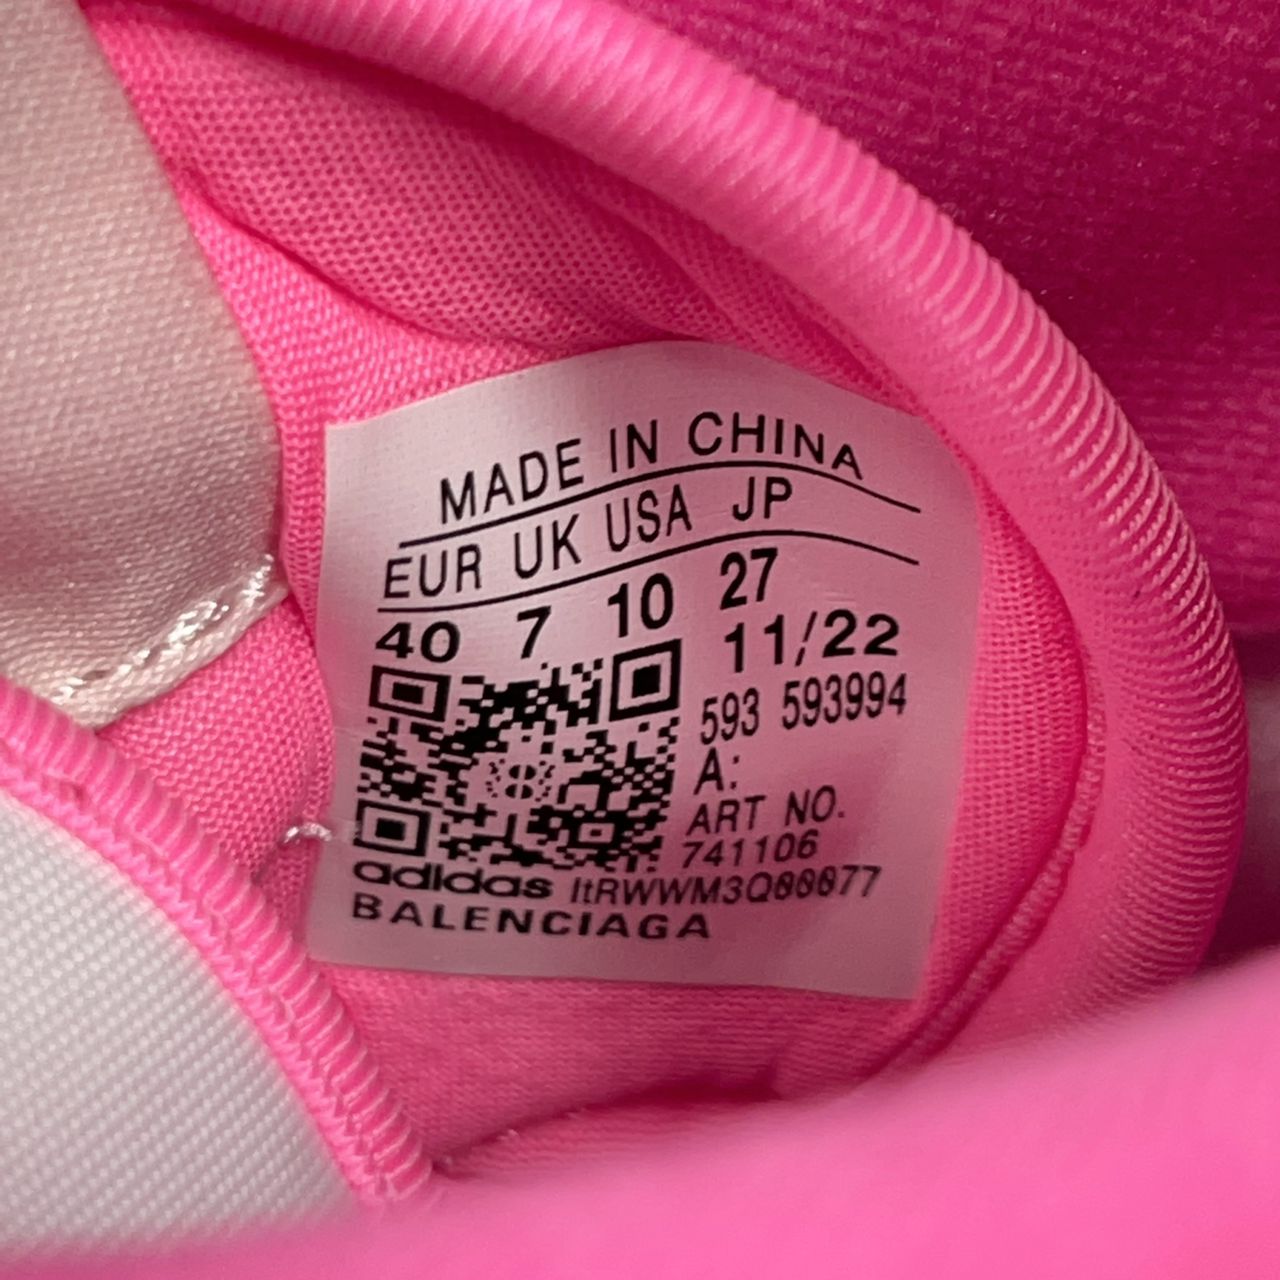 MADE IN CHINA
EUR UK USA JP
40 7 10 27
11/22
593 593994
A:
ART NO.
741106
adidas ItRWWM3Q00077
BALENCIAGA